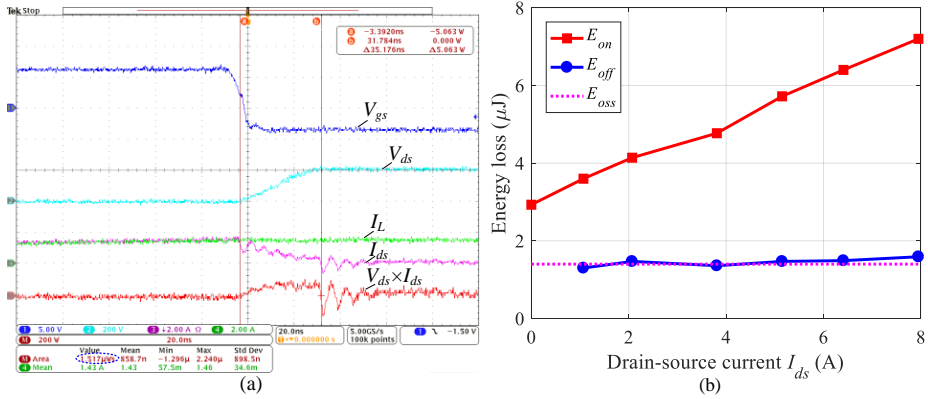 Tek Stop
a b
a −3.3920ns −5.063 W
b 31.784ns 0.000 W
Δ35.176ns Δ5.063 W
Vgs
Vds
IL
Ids
Vds×Ids
1 5.00 V 2 200 V 3 ↓2.00 A Ω 4 2.00 A
M 200 W 20.0ns
20.0ns
5.00GS/s
100k points
1 −1.50 V
Value Mean Min Max Std Dev
M Area 858.7n −1.296µ 2.240µ 898.5n
4 Mean 1.43 A 1.43 57.5m 1.46 34.6m
(a)
Energy loss (μJ)
8
6
4
2
0
Eon
Eoff
Eoss
0 2 4 6 8
Drain-source current Ids (A)
(b)